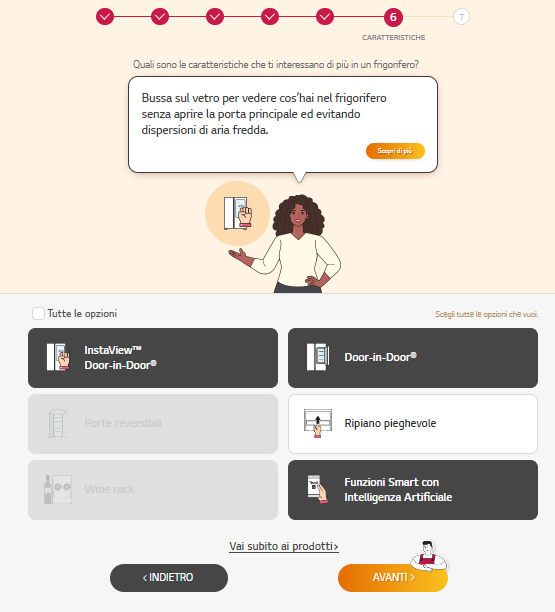 6
7
CARATTERISTICHE
Quali sono le caratteristiche che ti interessano di più in un frigorifero?
Bussa sul vetro per vedere cos'hai nel frigorifero
senza aprire la porta principale ed evitando
dispersioni di aria fredda.
Scopri di più
Tutte le opzioni
Scegli tutte le opzioni che vuoi.
InstaView™
Door-in-Door®
Door-in-Door®
Porte reversibili
Ripiano pieghevole
Wine rack
Funzioni Smart con
Intelligenza Artificiale
Vai subito ai prodotti>
< INDIETRO
AVANTI >